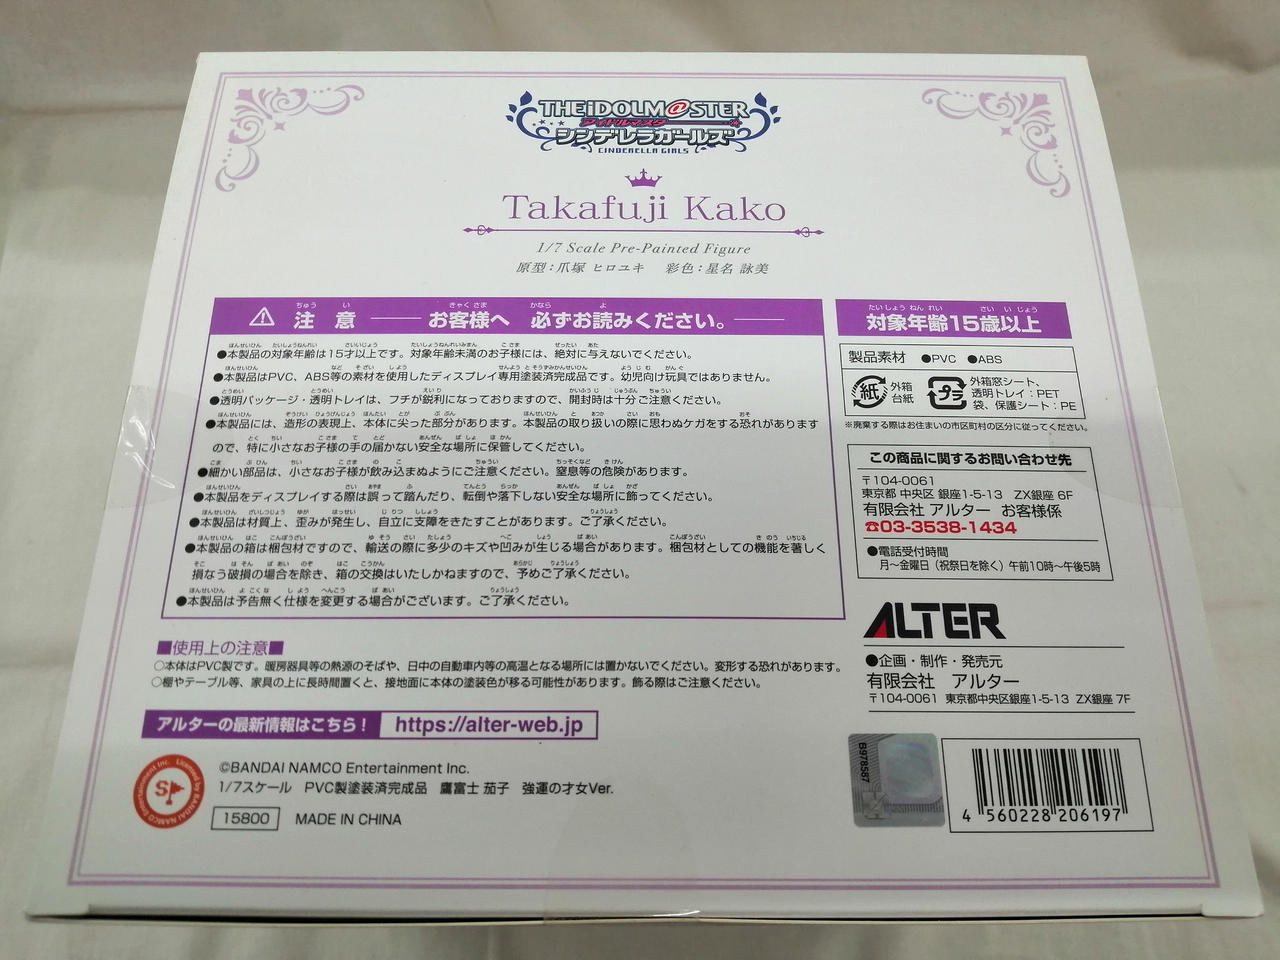 THE iDOLM@STER
アイドルマスター
シンデレラガールズ
CINDERELLA GIRLS
Takafuji Kako
1/7 Scale Pre-Painted Figure
原型：爪塚 ヒロユキ 彩色：星名 詠美
注意 お客様へ 必ずお読みください。
●本製品の対象年齢は15才以上です。対象年齢未満のお子様には、絶対に与えないでください。
●本製品はPVC、ABS等の素材を使用したディスプレイ専用塗装済完成品です。幼児向け玩具ではありません。
●透明パッケージ・透明トレイは、フチが鋭利になっておりますので、開封時は十分ご注意ください。
●本製品には、造形の表現上、本体に尖った部分があります。本製品の取り扱いの際に思わぬケガをする恐れがあります
ので、特に小さなお子様の手の届かない安全な場所に保管してください。
●細かい部品は、小さなお子様が飲み込まぬようにご注意ください。窒息等の危険があります。
●本製品をディスプレイする際は誤って踏んだり、転倒や落下しない安全な場所に飾ってください。
●本製品は材質上、歪みが発生し、自立に支障をきたすことがあります。ご了承ください。
●本製品の箱は梱包材ですので、輸送の際に多少のキズや凹みが生じる場合があります。梱包材としての機能を著しく
損なう破損の場合を除き、箱の交換はいたしかねますので、予めご了承ください。
●本製品は予告無く仕様を変更する場合がございます。ご了承ください。
■使用上の注意■
○本体はPVC製です。暖房器具等の熱源のそばや、日中の自動車内等の高温となる場所には置かないでください。変形する恐れがあります。
○棚やテーブル等、家具の上に長時間置くと、接地面に本体の塗装色が移る可能性があります。飾る際はご注意ください。
アルターの最新情報はこちら！ https://alter-web.jp
©BANDAI NAMCO Entertainment Inc.
1/7スケール PVC製塗装済完成品 鷹富士 茄子 強運の才女Ver.
15800 MADE IN CHINA
Licensed by BANDAI NAMCO Entertainment Inc.
対象年齢15歳以上
製品素材 ●PVC ●ABS
紙 外箱 台紙
プラ 外箱窓シート、
透明トレイ：PET
袋、保護シート：PE
※廃棄する際はお住まいの市区町村の区分に従ってください。
この商品に関するお問い合わせ先
〒104-0061
東京都 中央区 銀座1-5-13 ZX銀座 6F
有限会社 アルター お客様係
☎03-3538-1434
●電話受付時間
月～金曜日（祝祭日を除く）午前10時～午後5時
ALTER
●企画・制作・発売元
有限会社 アルター
〒104-0061 東京都中央区銀座1-5-13 ZX銀座 7F
B978587
4 560228 206197